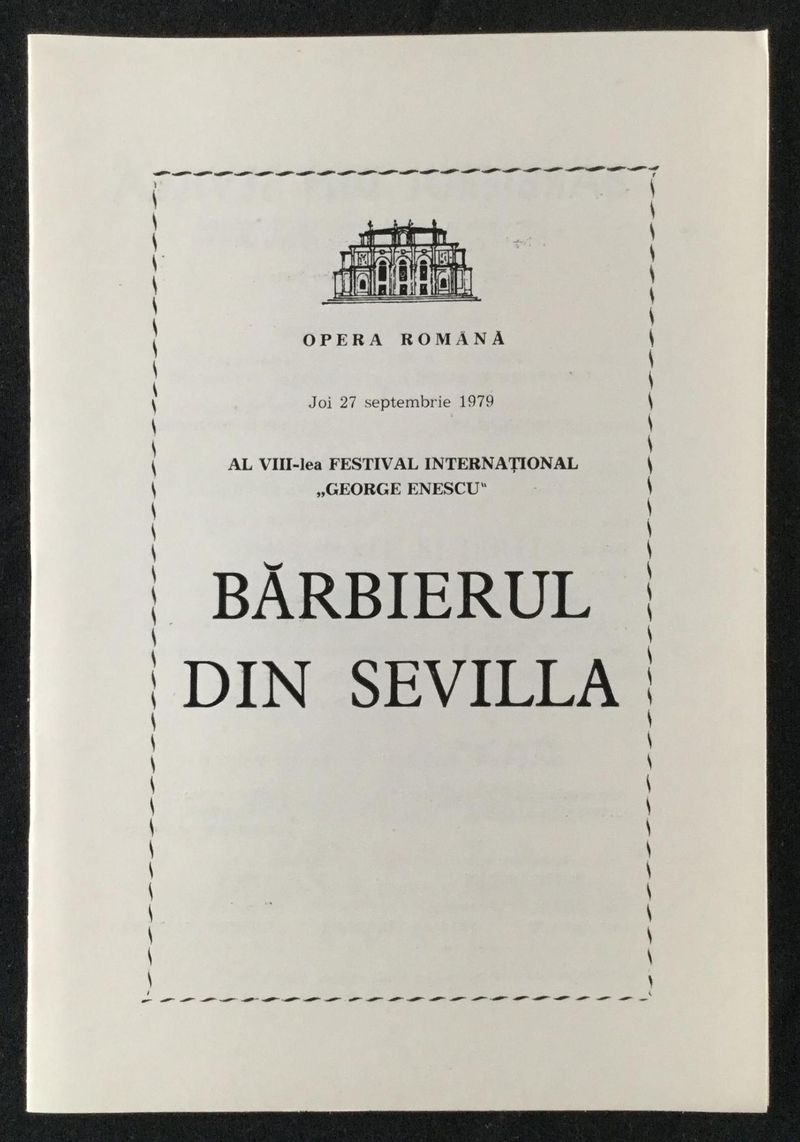 OPERA ROMÂNĂ
Joi 27 septembrie 1979
AL VIII-lea FESTIVAL INTERNAȚIONAL
„GEORGE ENESCU“
BĂRBIERUL
DIN SEVILLA